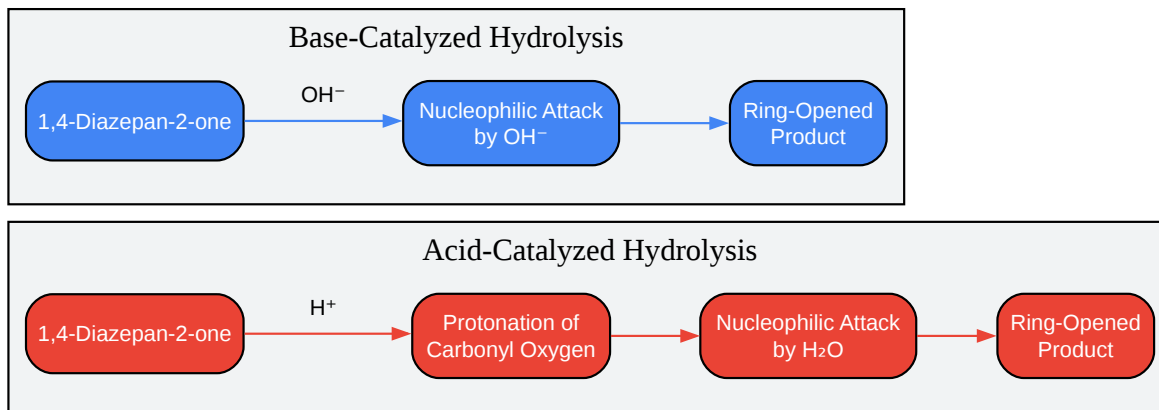 Base-Catalyzed Hydrolysis
1,4-Diazepan-2-one
OH⁻
Nucleophilic Attack
by OH⁻
Ring-Opened
Product
Acid-Catalyzed Hydrolysis
1,4-Diazepan-2-one
H⁺
Protonation of
Carbonyl Oxygen
Nucleophilic Attack
by H₂O
Ring-Opened
Product